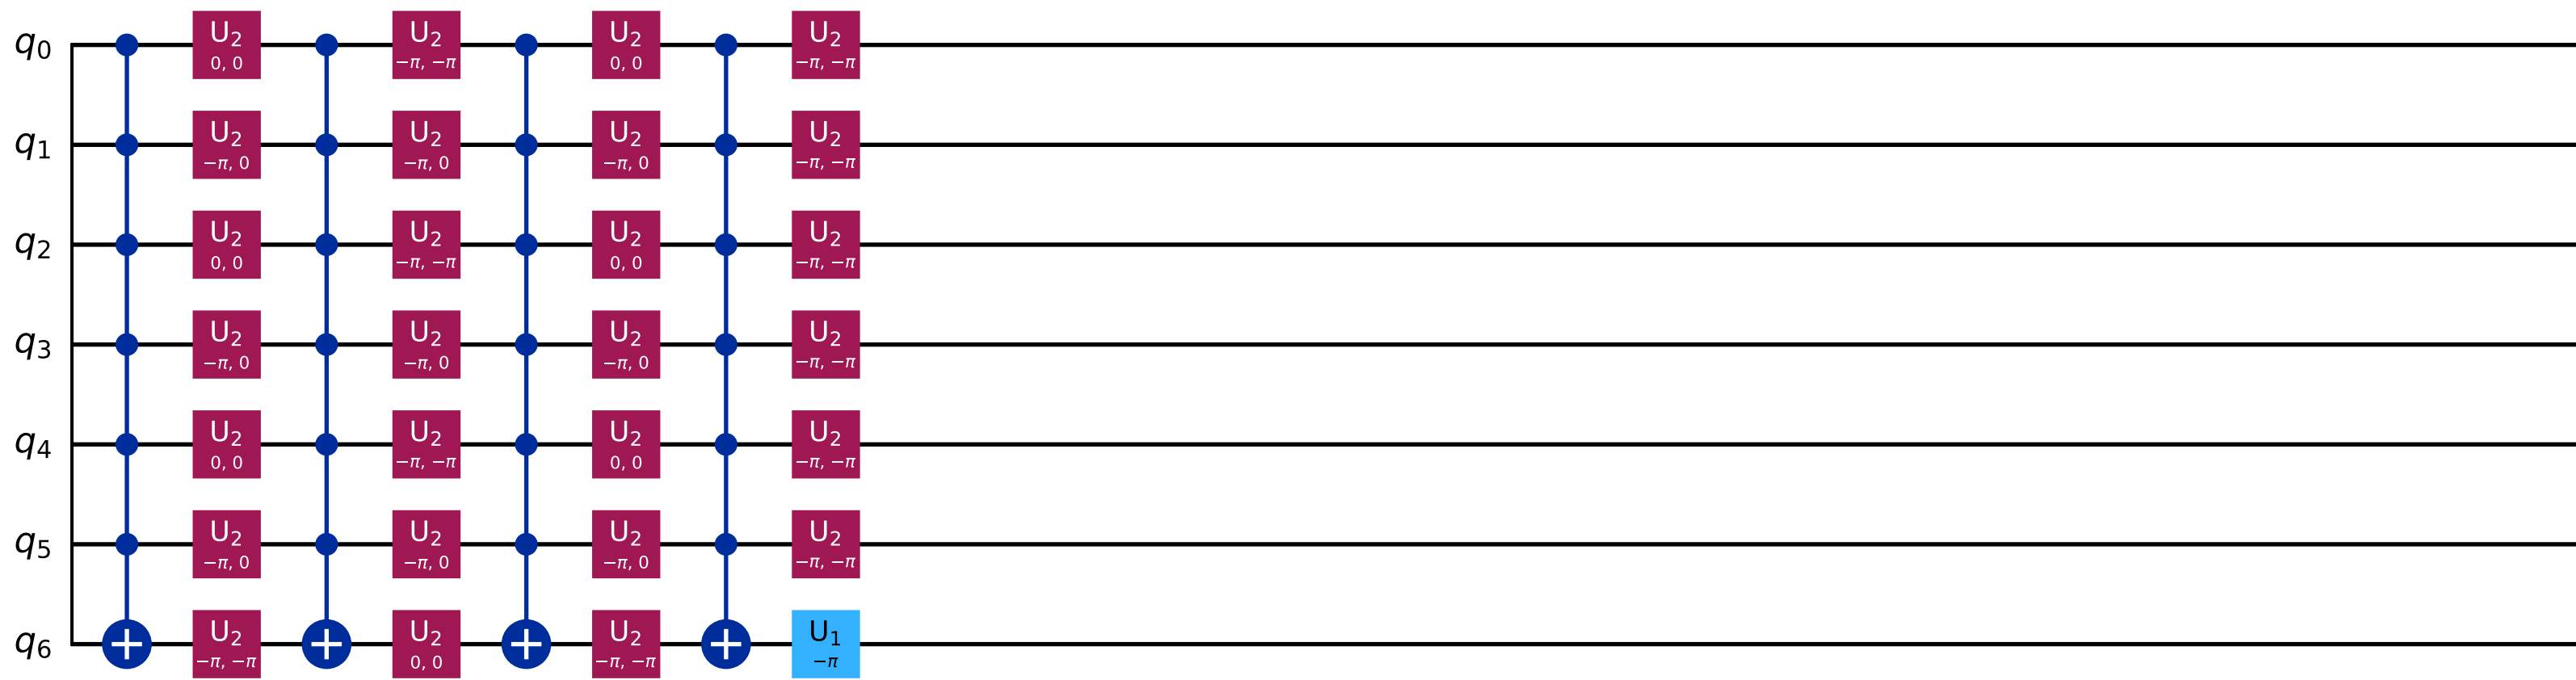 q0 U2 U2 U2 U2
0, 0 −π, −π 0, 0 −π, −π
q1 U2 U2 U2 U2
−π, 0 −π, 0 −π, 0 −π, −π
q2 U2 U2 U2 U2
0, 0 −π, −π 0, 0 −π, −π
q3 U2 U2 U2 U2
−π, 0 −π, 0 −π, 0 −π, −π
q4 U2 U2 U2 U2
0, 0 −π, −π 0, 0 −π, −π
q5 U2 U2 U2 U2
−π, 0 −π, 0 −π, 0 −π, −π
q6 U2 U2 U2 U1
−π, −π 0, 0 −π, −π −π